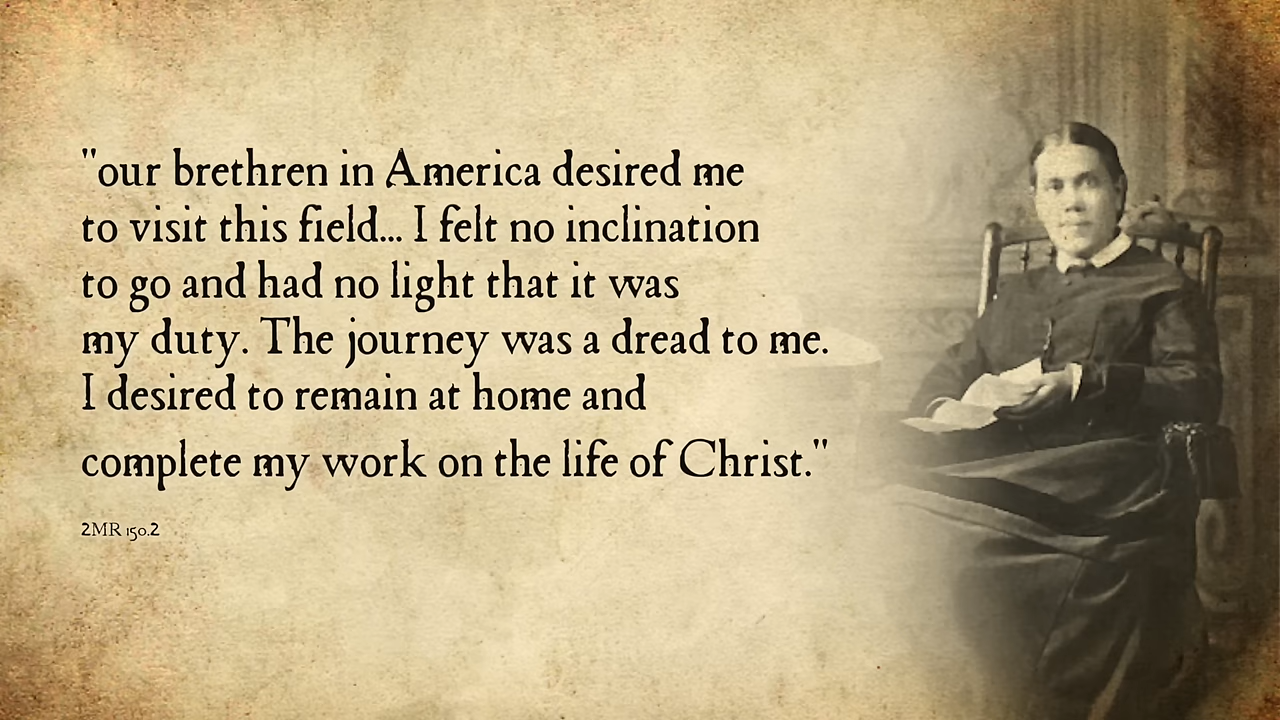 "our brethren in America desired me
to visit this field... I felt no inclination
to go and had no light that it was
my duty. The journey was a dread to me.
I desired to remain at home and
complete my work on the life of Christ."
2MR 150.2